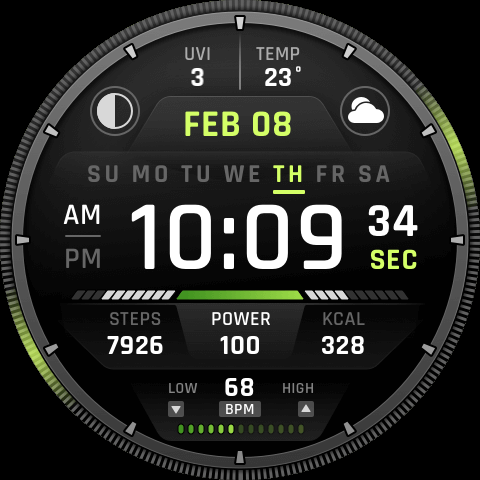 UVI TEMP
3 23°
FEB 08
SU MO TU WE TH FR SA
AM 10:09 34
PM SEC
STEPS POWER KCAL
7926 100 328
LOW 68 HIGH
BPM